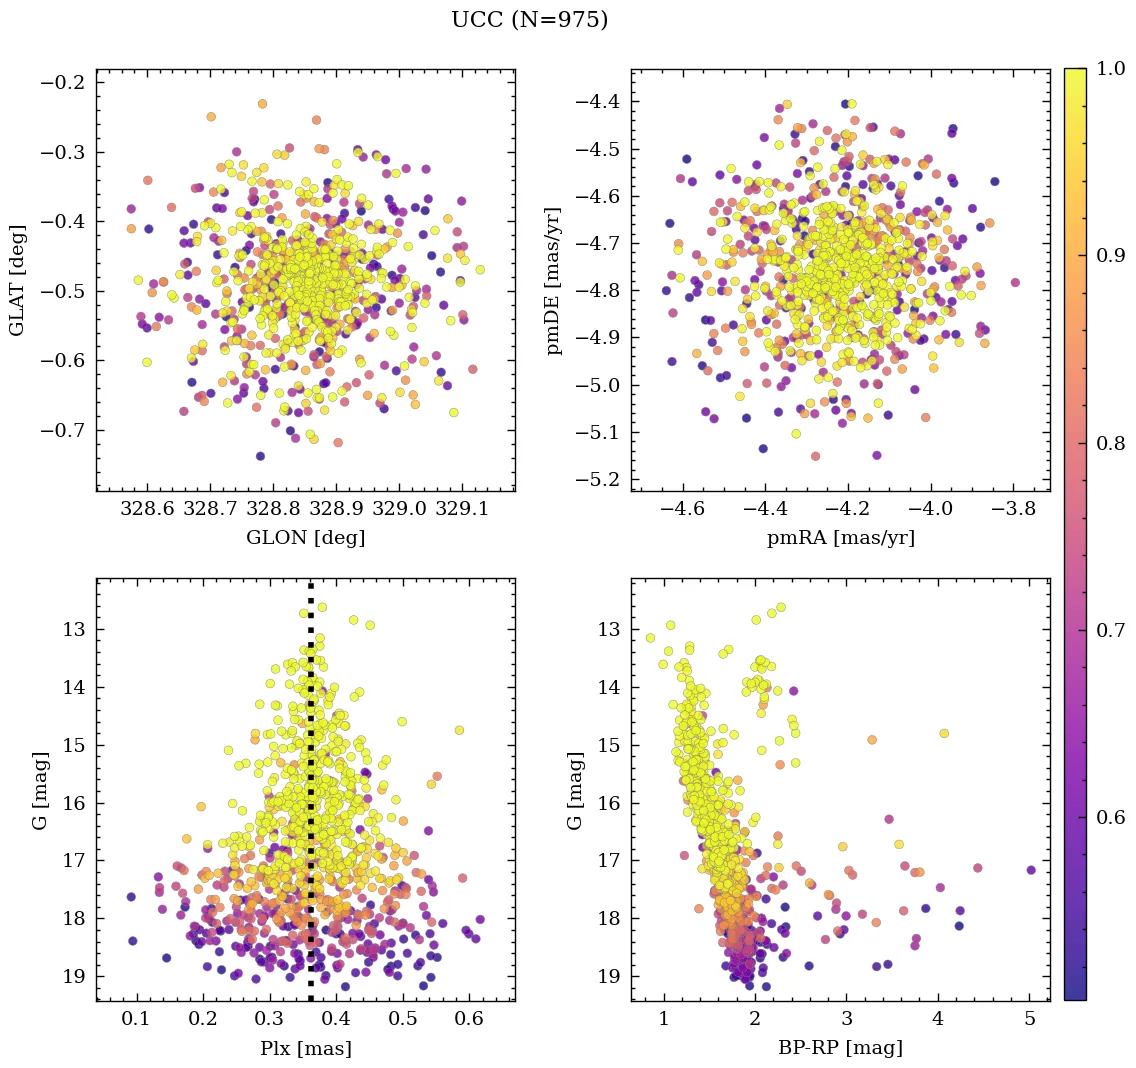 UCC (N=975)
−0.2
−0.3
−0.4
−0.5
−0.6
−0.7
GLAT [deg]
328.6 328.7 328.8 328.9 329.0 329.1
GLON [deg]
−4.4
−4.5
−4.6
−4.7
−4.8
−4.9
−5.0
−5.1
−5.2
pmDE [mas/yr]
−4.6 −4.4 −4.2 −4.0 −3.8
pmRA [mas/yr]
1.0
0.9
0.8
0.7
0.6
13
14
15
16
17
18
19
G [mag]
0.1 0.2 0.3 0.4 0.5 0.6
Plx [mas]
13
14
15
16
17
18
19
G [mag]
1 2 3 4 5
BP-RP [mag]